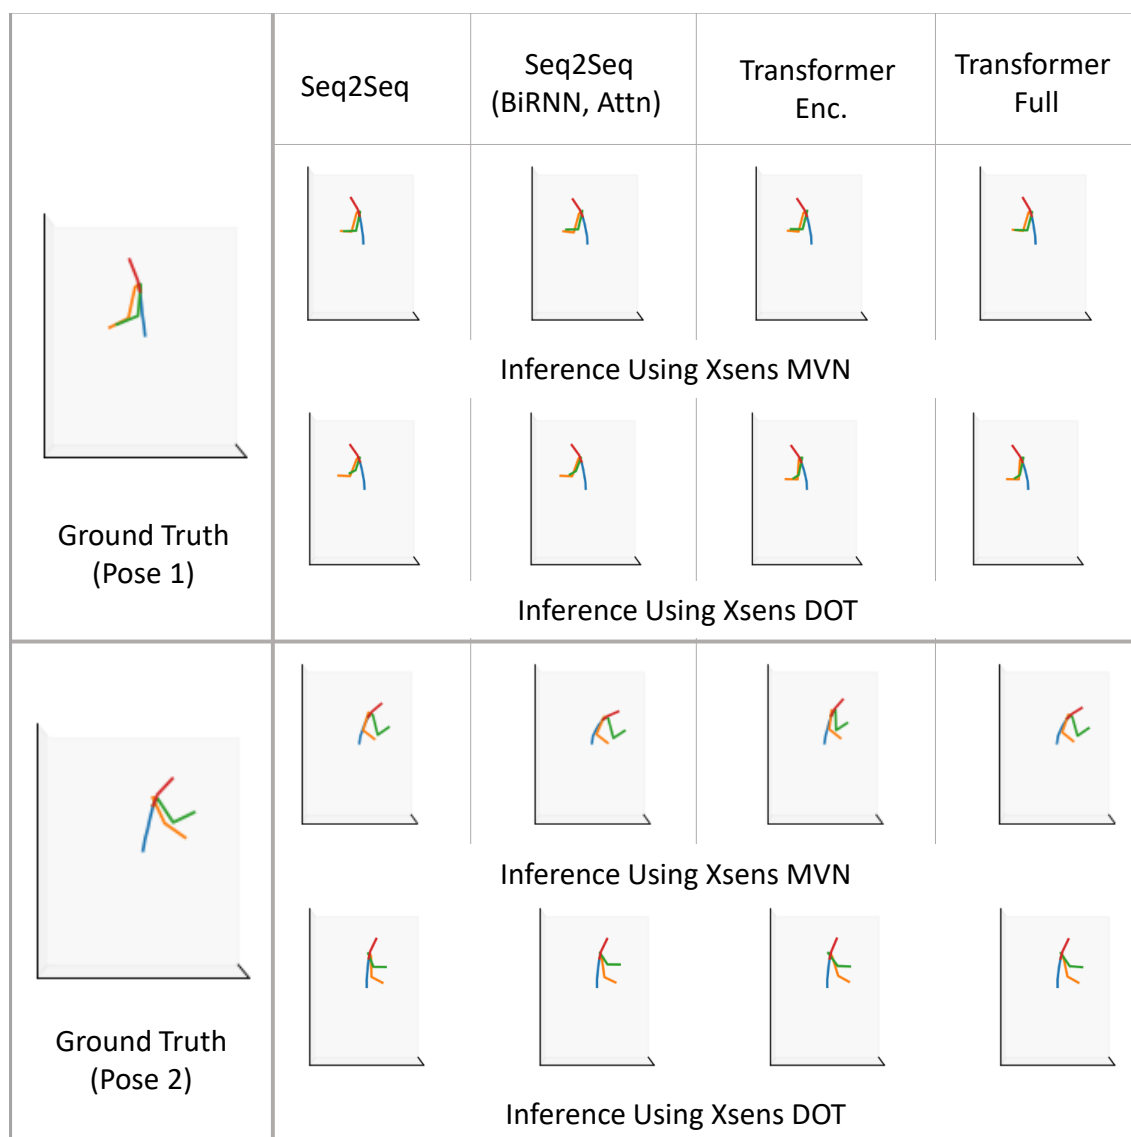 Seq2Seq
Seq2Seq
(BiRNN, Attn)
Transformer
Enc.
Transformer
Full
Inference Using Xsens MVN
Ground Truth
(Pose 1)
Inference Using Xsens DOT
Inference Using Xsens MVN
Ground Truth
(Pose 2)
Inference Using Xsens DOT